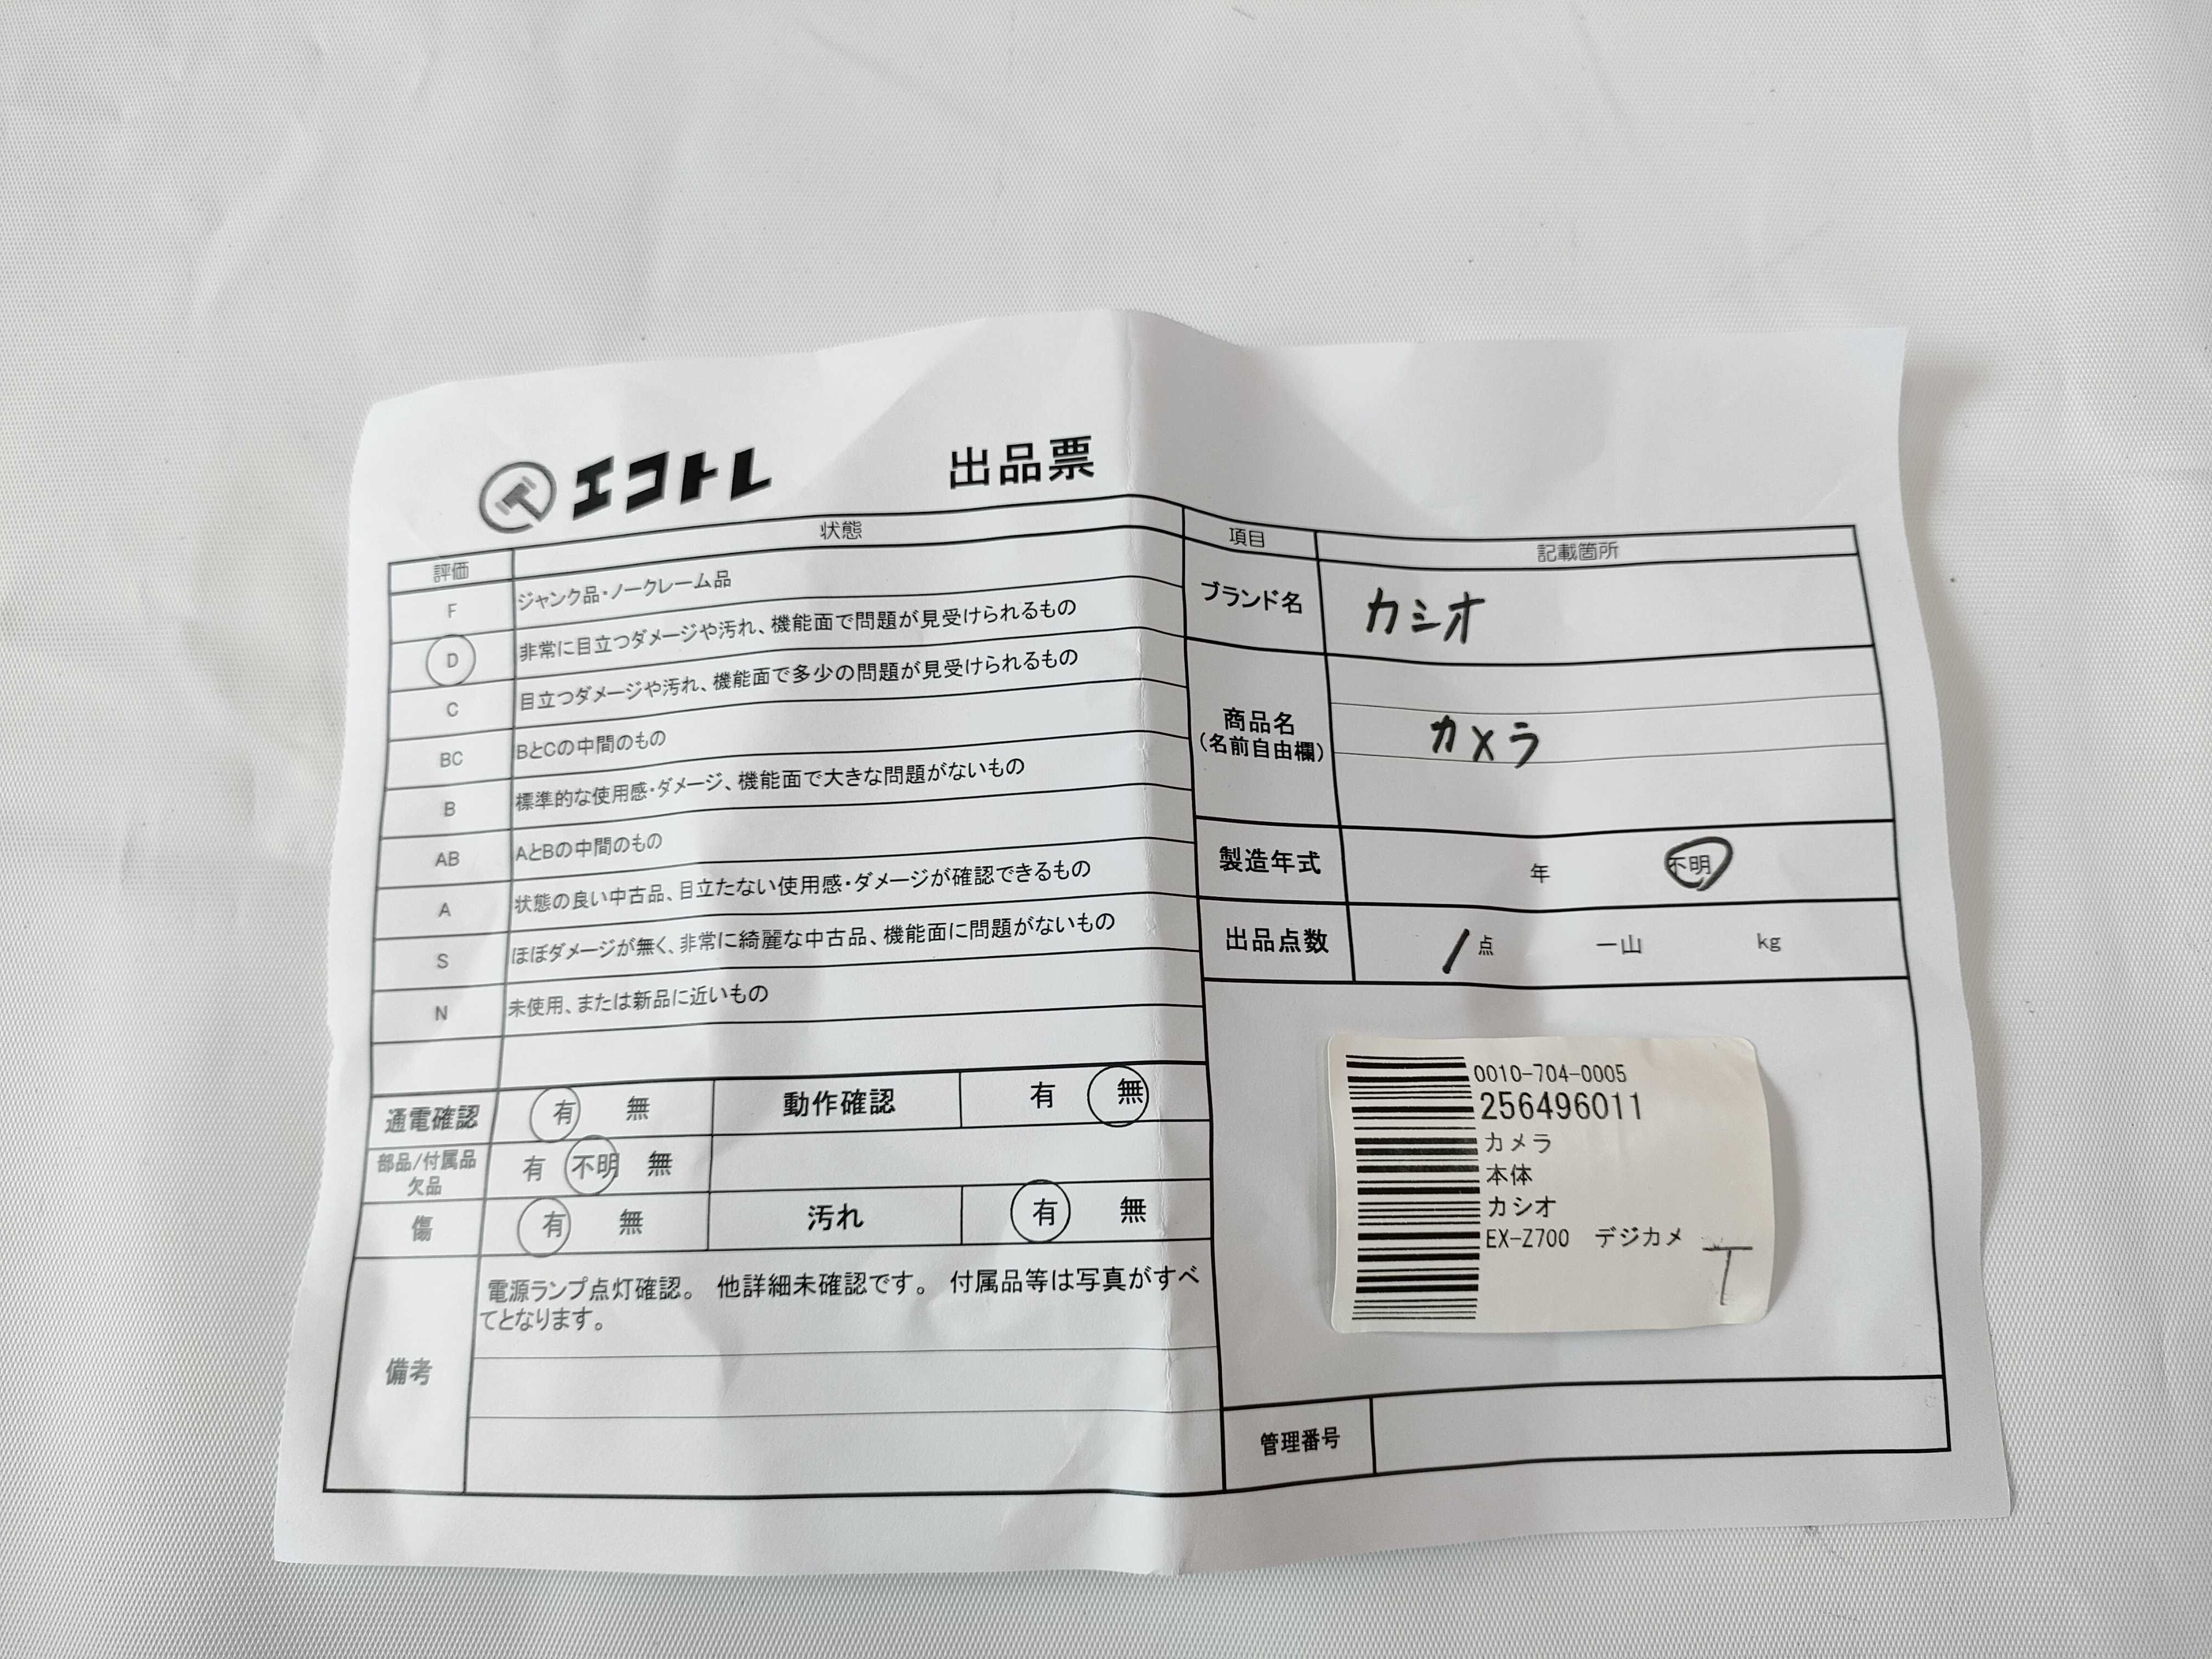 エコトレ 出品票
評価 状態
F ジャンク品・ノークレーム品
D 非常に目立つダメージや汚れ、機能面で問題が見受けられるもの
C 目立つダメージや汚れ、機能面で多少の問題が見受けられるもの
BC BとCの中間のもの
B 標準的な使用感・ダメージ、機能面で大きな問題がないもの
AB AとBの中間のもの
A 状態の良い中古品、目立たない使用感・ダメージが確認できるもの
S ほぼダメージが無く、非常に綺麗な中古品、機能面に問題がないもの
N 未使用、または新品に近いもの
通電確認 有 無 動作確認 有 無
部品/付属品
欠品 有 不明 無
傷 有 無 汚れ 有 無
備考
電源ランプ点灯確認。 他詳細未確認です。 付属品等は写真がすべ
てとなります。
項目 記載箇所
ブランド名 カシオ
商品名
(名前自由欄) カメラ
製造年式 年 不明
出品点数 1点 一山 kg
0010-704-0005
256496011
カメラ
本体
カシオ
EX-Z700 デジカメ
T
管理番号